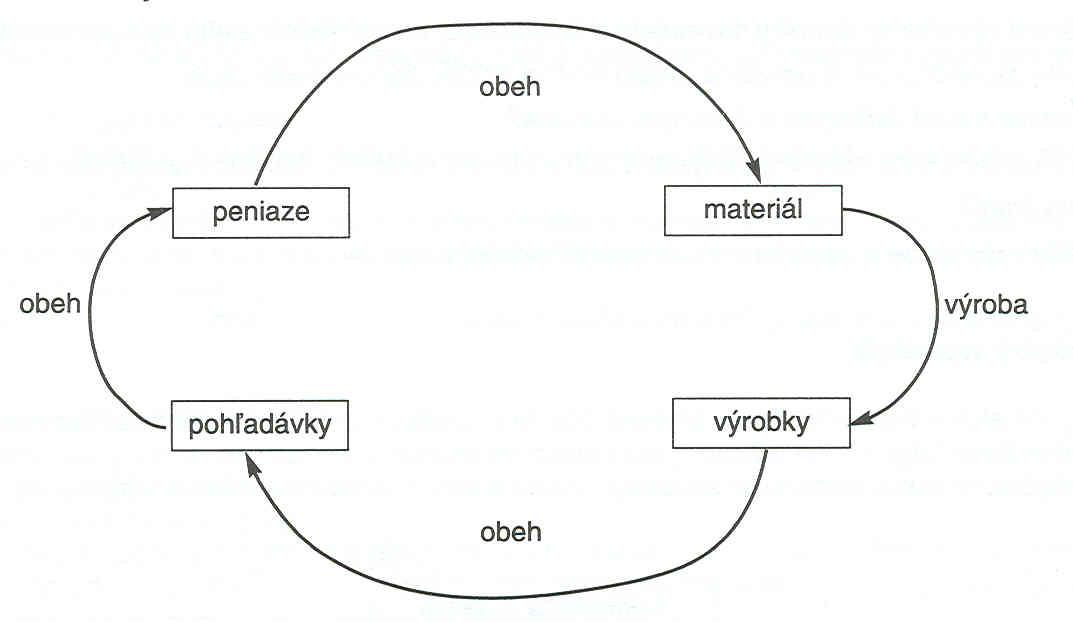 obeh
peniaze
materiál
obeh
výroba
pohľadávky
výrobky
obeh